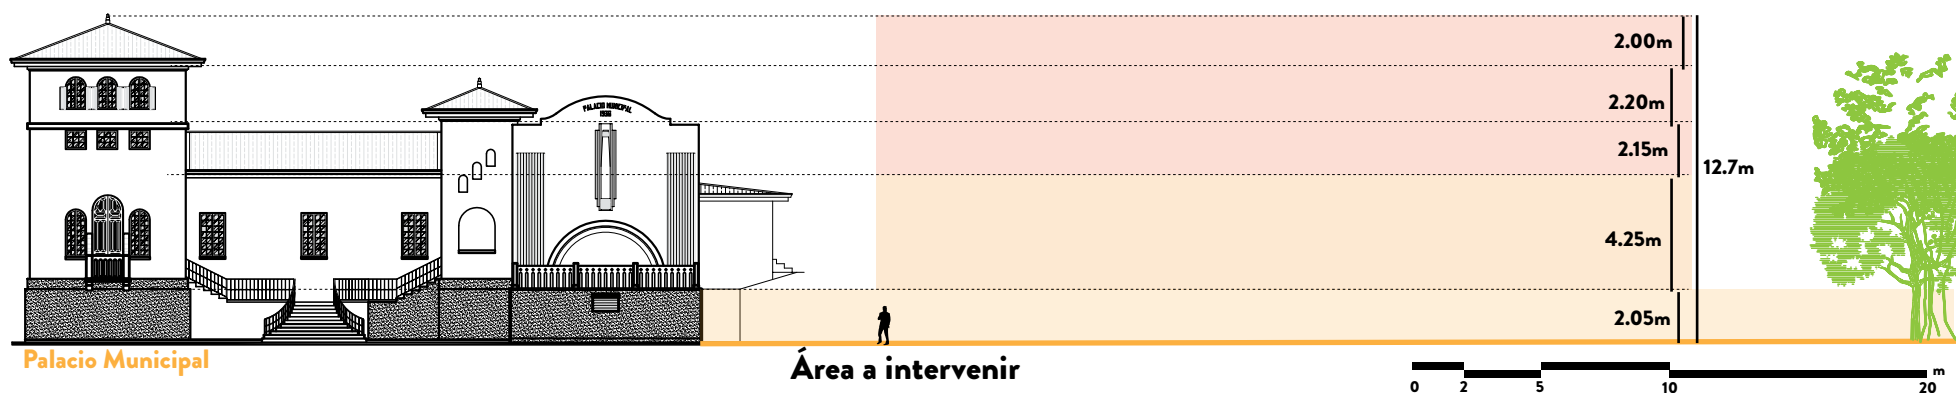 PALACIO MUNICIPAL
1936
2.00m
2.20m
2.15m
12.7m
4.25m
2.05m
Palacio Municipal
Área a intervenir
0 2 5 10 20 m